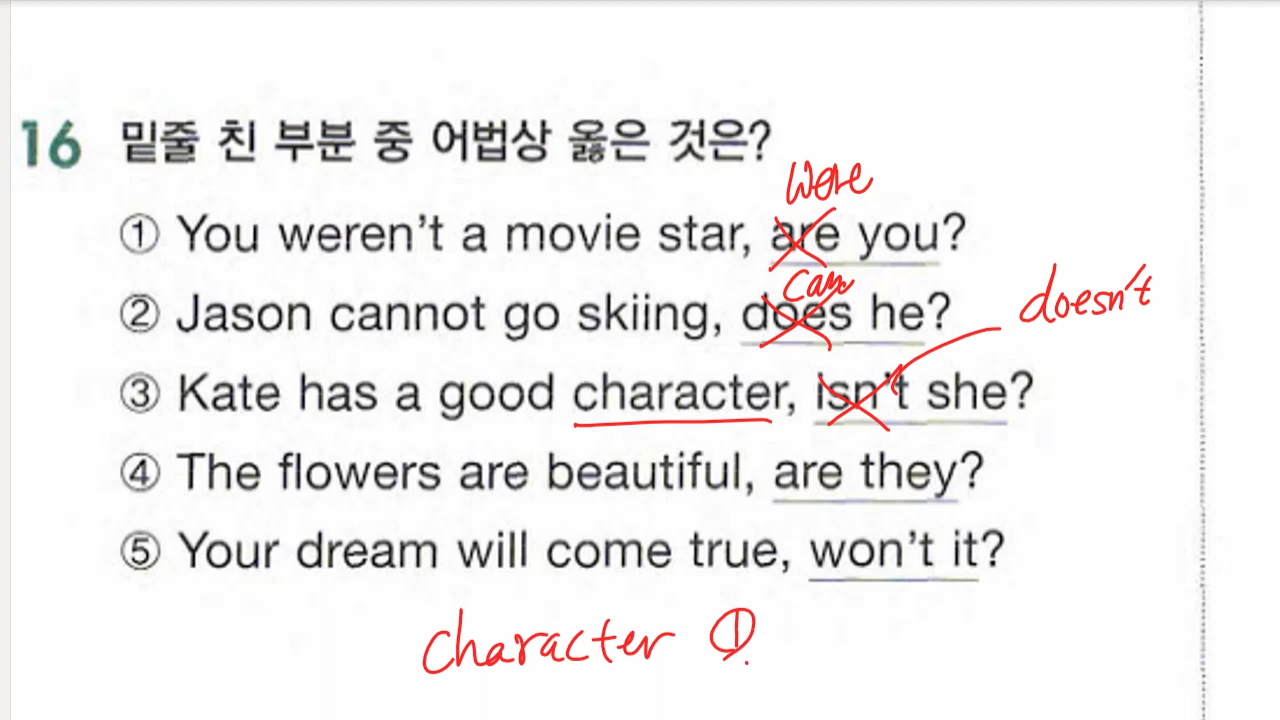 16 밑줄 친 부분 중 어법상 옳은 것은?
were
① You weren't a movie star, are you?
can
② Jason cannot go skiing, does he?
doesn't
③ Kate has a good character, isn't she?
④ The flowers are beautiful, are they?
⑤ Your dream will come true, won't it?
character ①.